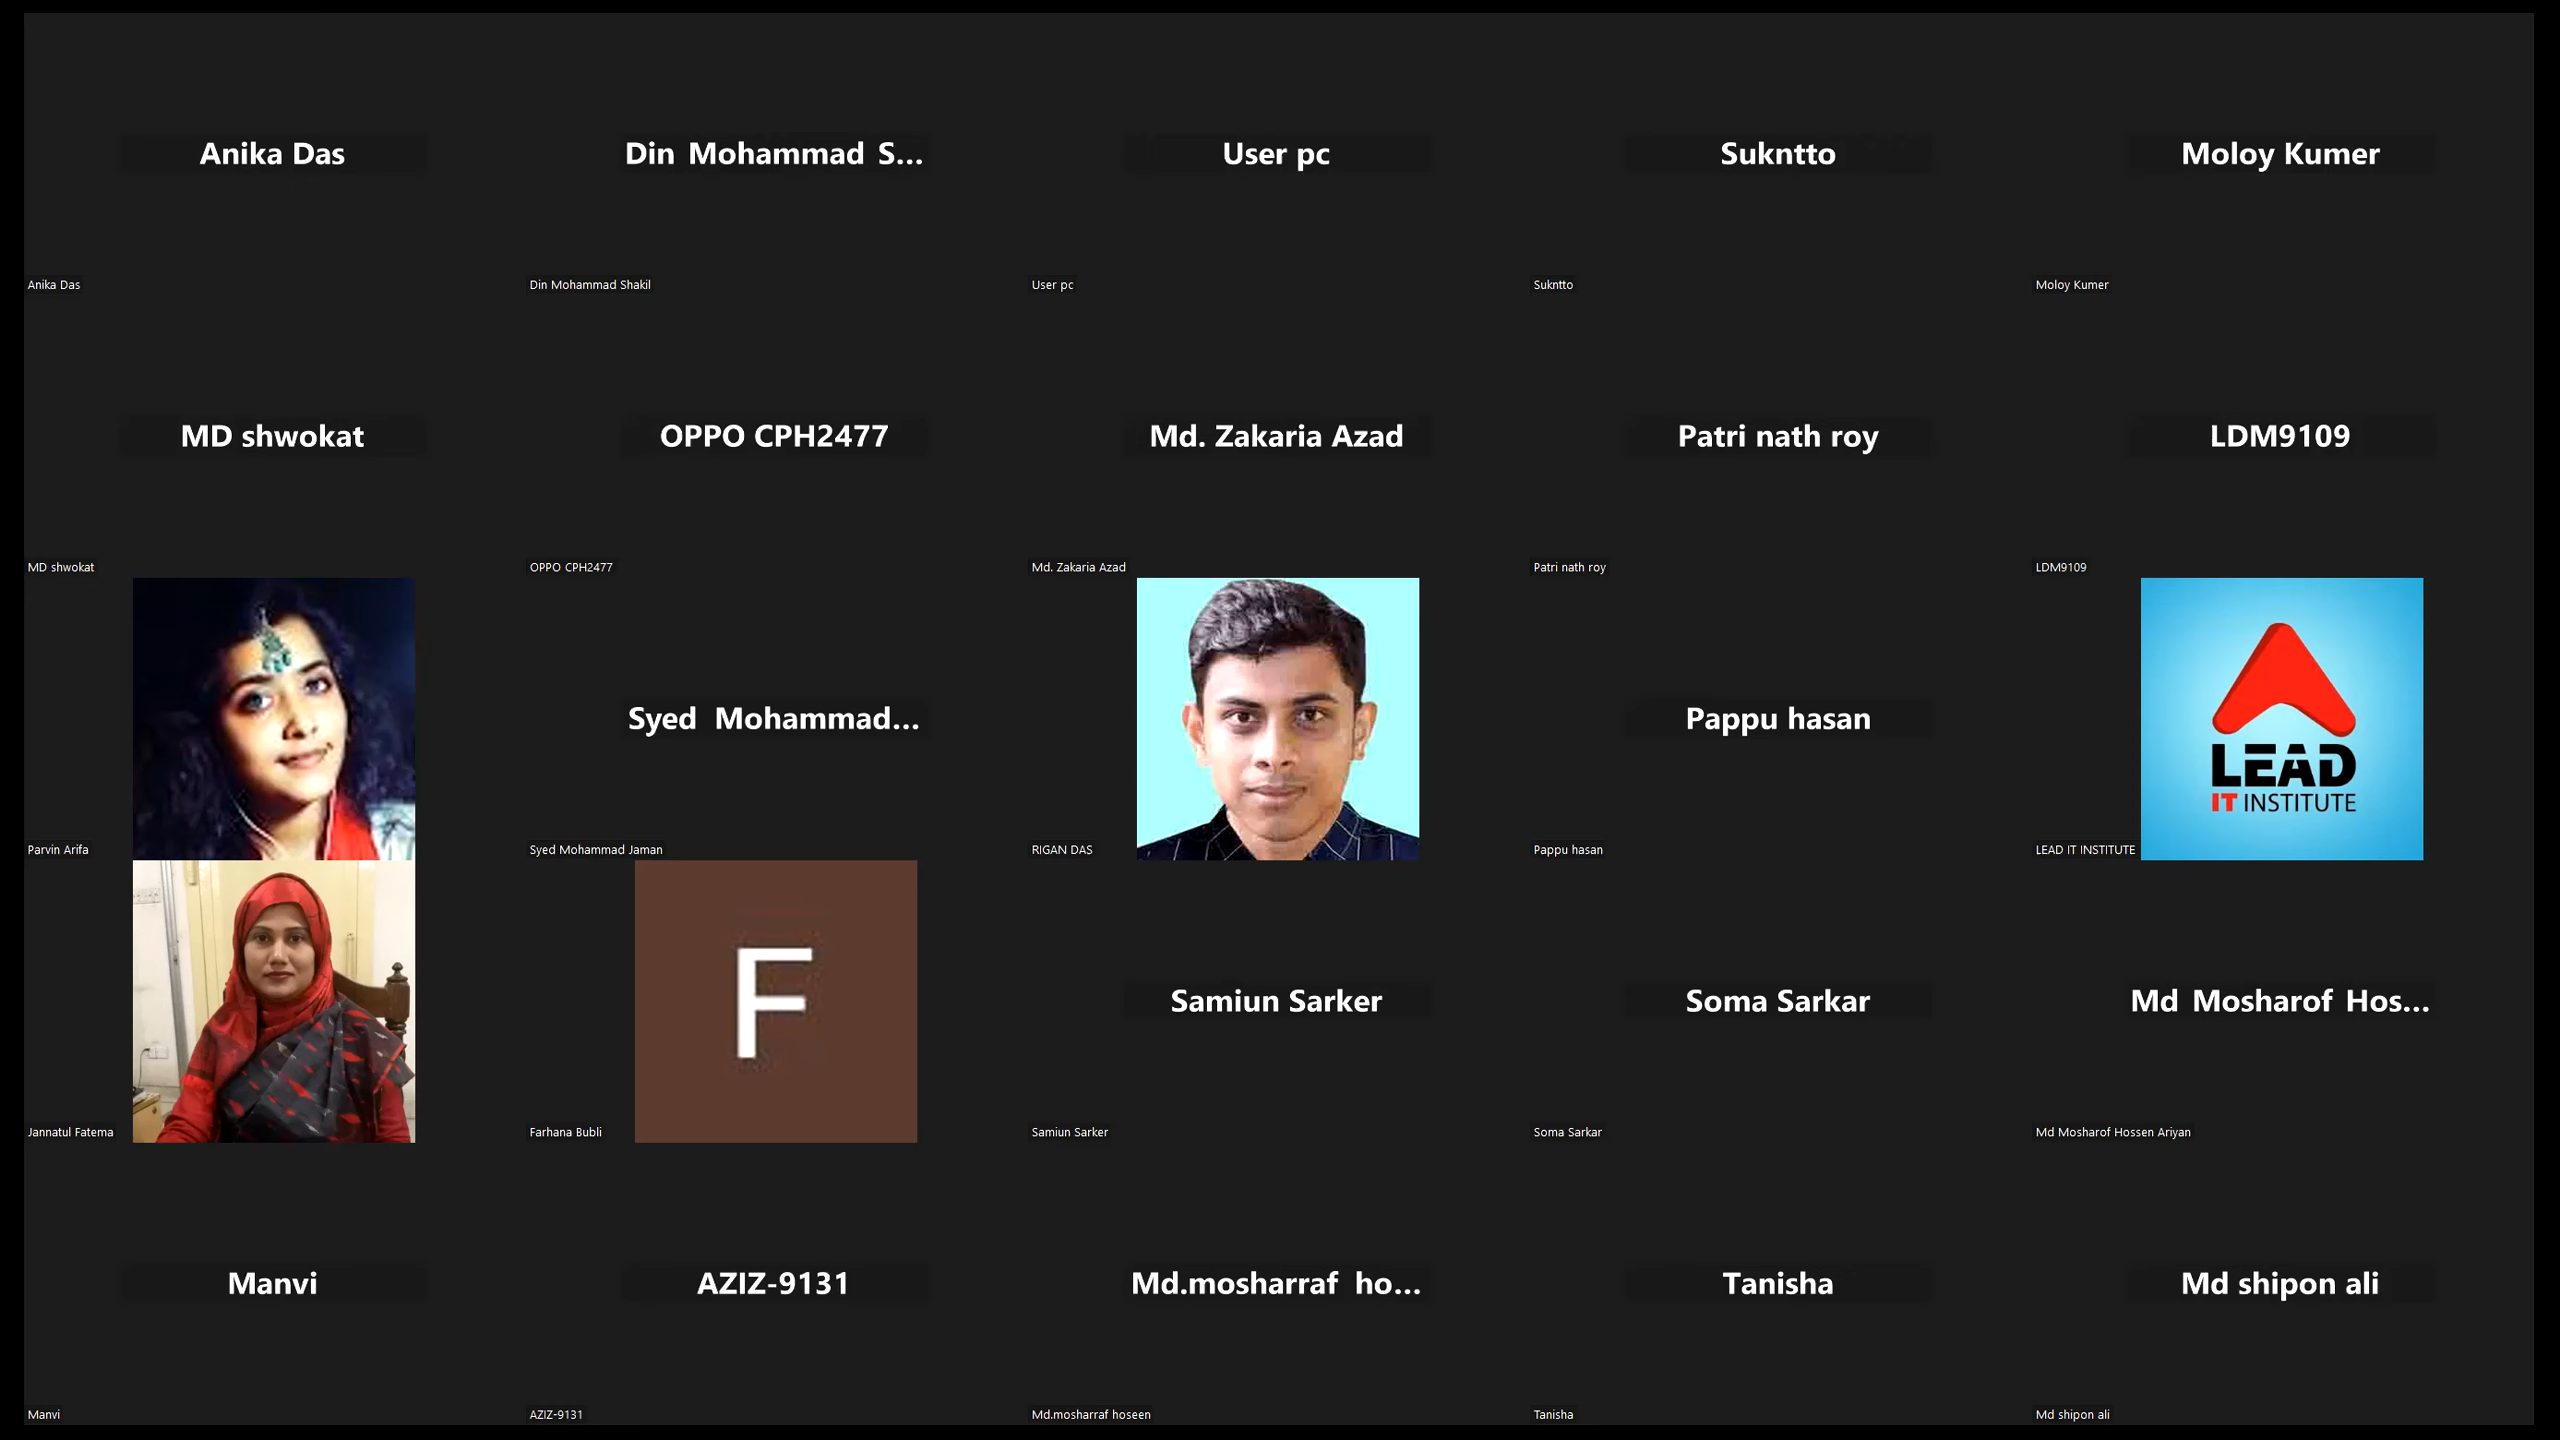 Anika Das
Din Mohammad S...
User pc
Sukntto
Moloy Kumer
Anika Das
Din Mohammad Shakil
User pc
Sukntto
Moloy Kumer
MD shwokat
OPPO CPH2477
Md. Zakaria Azad
Patri nath roy
LDM9109
MD shwokat
OPPO CPH2477
Md. Zakaria Azad
Patri nath roy
LDM9109
Syed Mohammad...
Pappu hasan
LEAD
IT INSTITUTE
Parvin Arifa
Syed Mohammad Jaman
RIGAN DAS
Pappu hasan
LEAD IT INSTITUTE
F
Samiun Sarker
Soma Sarkar
Md Mosharof Hos...
Jannatul Fatema
Farhana Bubli
Samiun Sarker
Soma Sarkar
Md Mosharof Hossen Ariyan
Manvi
AZIZ-9131
Md.mosharraf ho...
Tanisha
Md shipon ali
Manvi
AZIZ-9131
Md.mosharraf hoseen
Tanisha
Md shipon ali